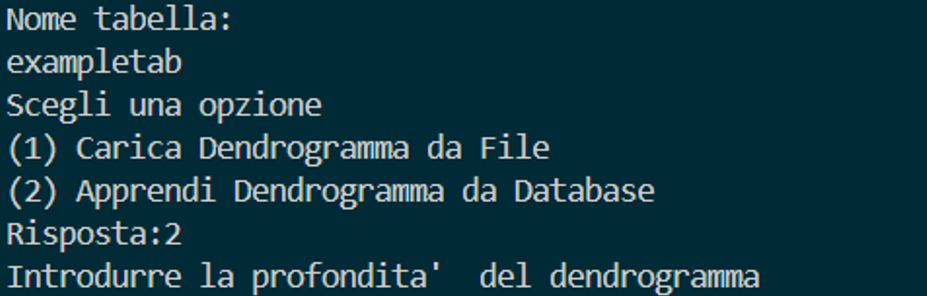 Nome tabella:
exampletab
Scegli una opzione
(1) Carica Dendrogramma da File
(2) Apprendi Dendrogramma da Database
Risposta:2
Introdurre la profondita'  del dendrogramma